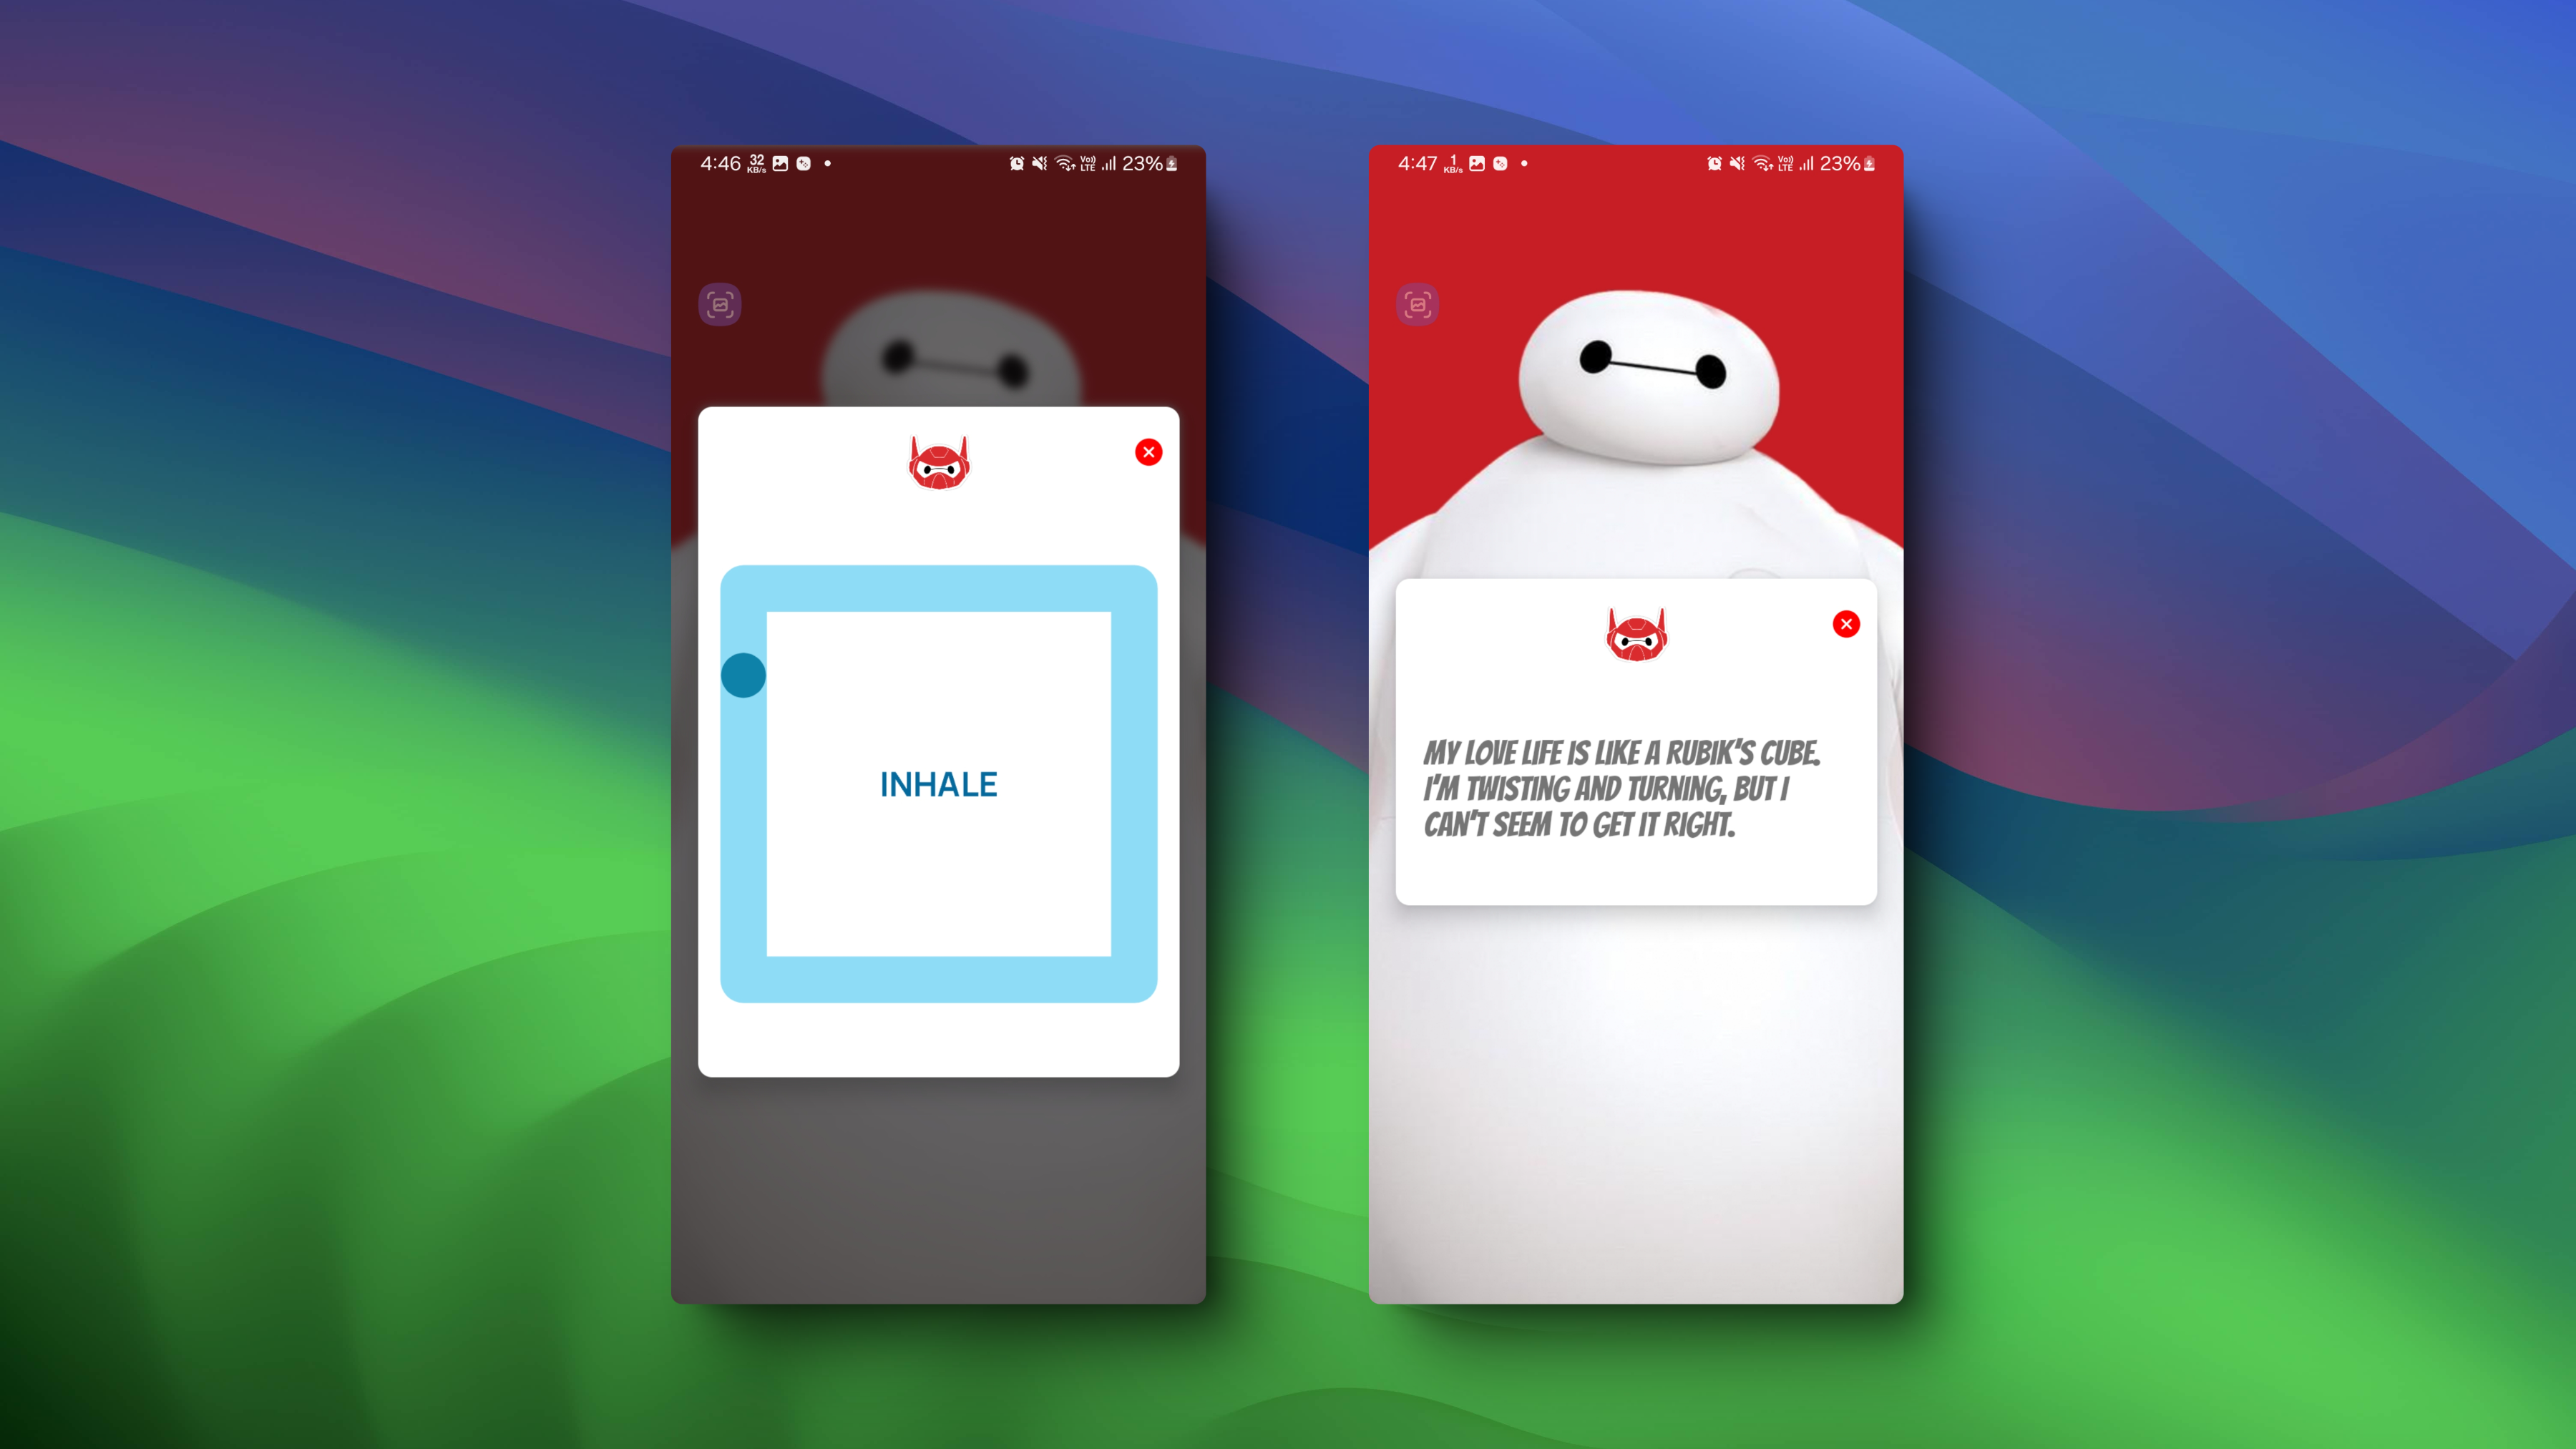 4:46 32 KB/s Vo)) LTE 23%
INHALE
4:47 1 KB/s Vo)) LTE 23%
MY LOVE LIFE IS LIKE A RUBIK'S CUBE.
I'M TWISTING AND TURNING, BUT I
CAN'T SEEM TO GET IT RIGHT.